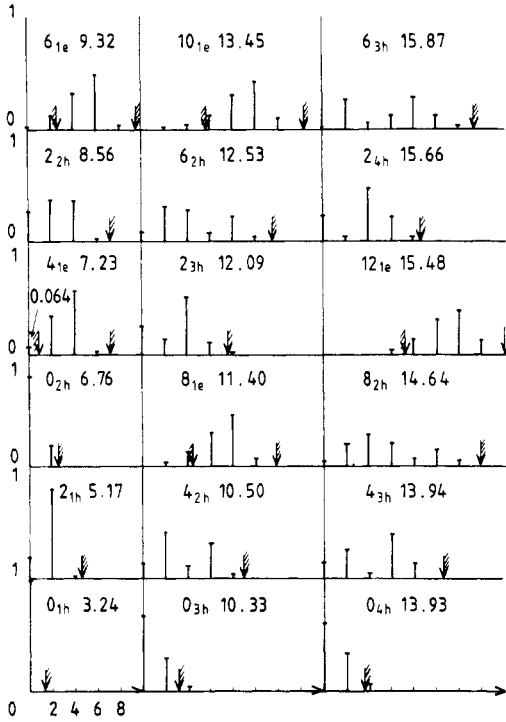 1
6₁ₑ 9.32 10₁ₑ 13.45 6₃ₕ 15.87
0
1
2₂ₕ 8.56 6₂ₕ 12.53 2₄ₕ 15.66
0
1
4₁ₑ 7.23 2₃ₕ 12.09 12₁ₑ 15.48
0.064
0
1
0₂ₕ 6.76 8₁ₑ 11.40 8₂ₕ 14.64
0
1
2₁ₕ 5.17 4₂ₕ 10.50 4₃ₕ 13.94
0
1
0₁ₕ 3.24 0₃ₕ 10.33 0₄ₕ 13.93
0 2 4 6 8